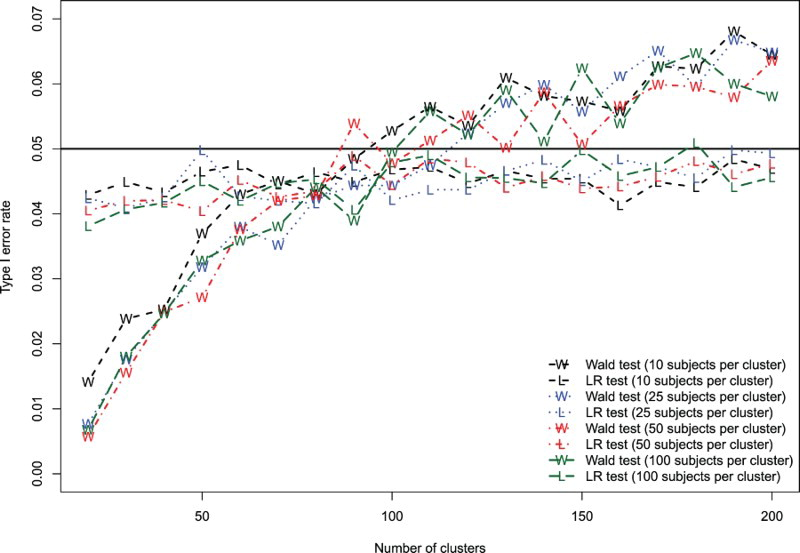 0.07
0.06
0.05
0.04
0.03
0.02
0.01
0.00
Type I error rate
W Wald test (10 subjects per cluster)
L LR test (10 subjects per cluster)
W Wald test (25 subjects per cluster)
L LR test (25 subjects per cluster)
W Wald test (50 subjects per cluster)
L LR test (50 subjects per cluster)
W Wald test (100 subjects per cluster)
L LR test (100 subjects per cluster)
50 100 150 200
Number of clusters